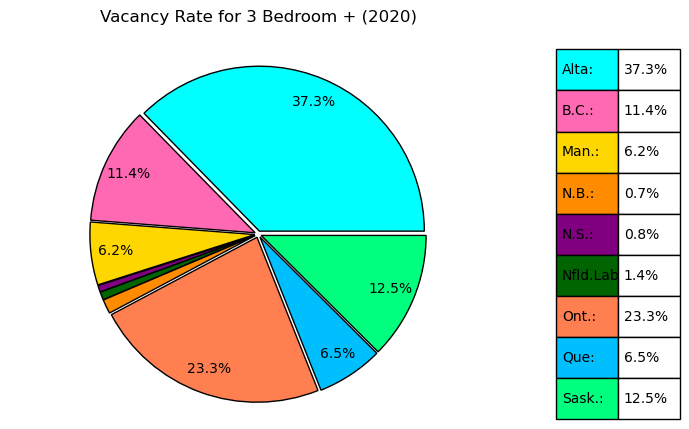 Vacancy Rate for 3 Bedroom + (2020)
37.3%
11.4%
6.2%
23.3%
6.5%
12.5%
Alta: 37.3%
B.C.: 11.4%
Man.: 6.2%
N.B.: 0.7%
N.S.: 0.8%
Nfld.Lab 1.4%
Ont.: 23.3%
Que: 6.5%
Sask.: 12.5%